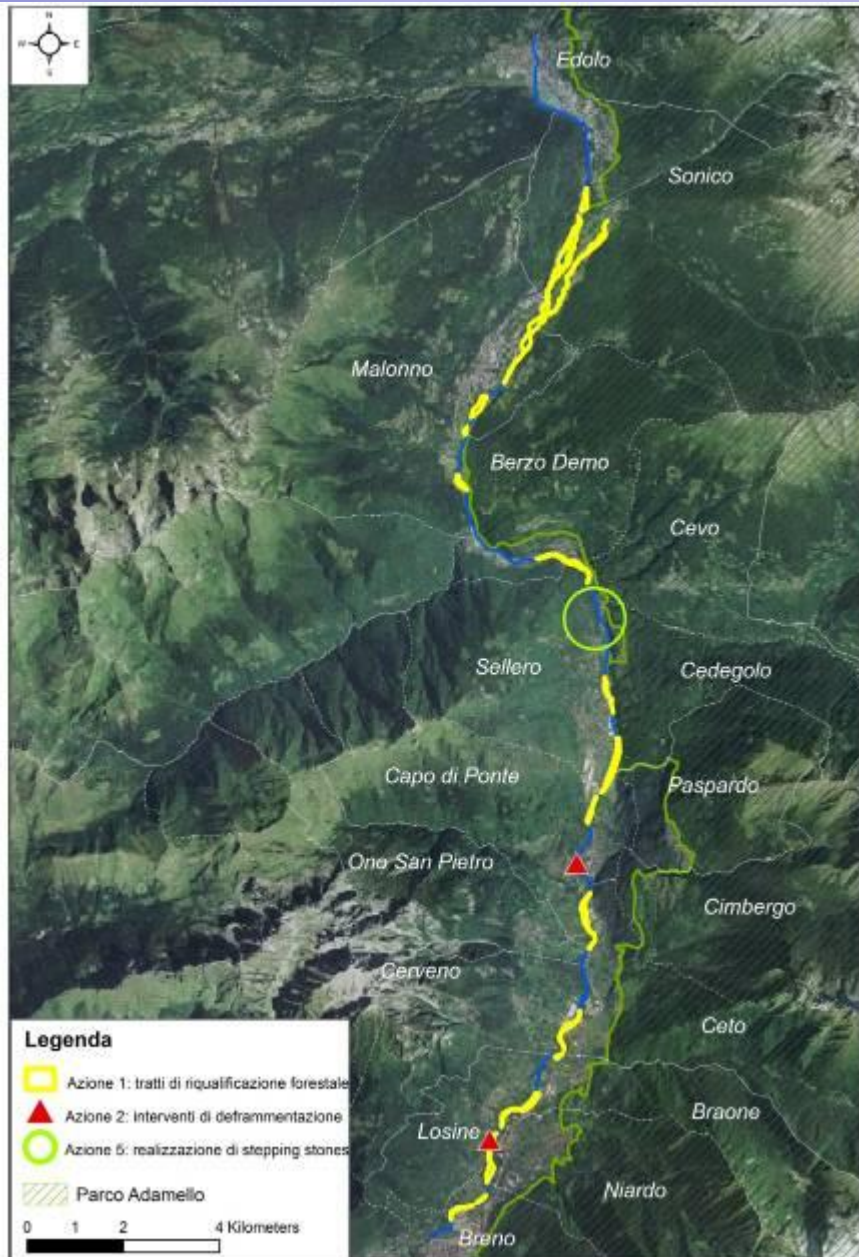 N
W E
S
Edolo
Sonico
Malonno
Berzo Demo
Cevo
Sellero
Cedegolo
Capo di Ponte
Paspardo
Ono San Pietro
Cimbergo
Cerveno
Ceto
Braone
Losine
Niardo
Breno
Legenda
Azione 1: tratti di riqualificazione forestale
Azione 2: interventi di deframmentazione
Azione 5: realizzazione di stepping stones
Parco Adamello
0 1 2 4 Kilometers